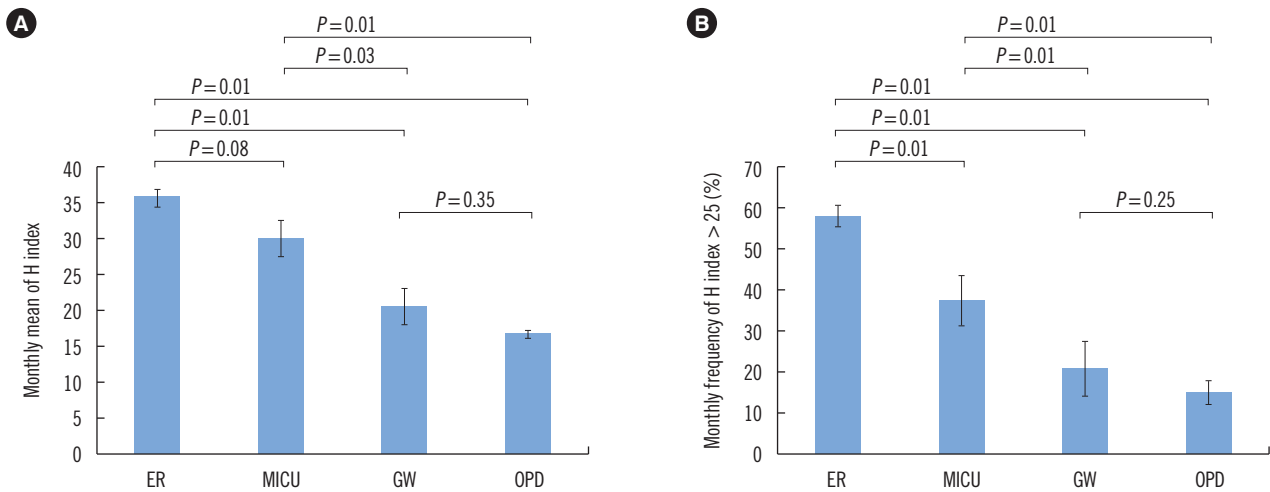 A
P=0.01
P=0.03
P=0.01
P=0.01
P=0.08
P=0.35
Monthly mean of H index
40
35
30
25
20
15
10
5
0
ER MICU GW OPD
B
P=0.01
P=0.01
P=0.01
P=0.01
P=0.01
P=0.25
Monthly frequency of H index > 25 (%)
70
60
50
40
30
20
10
0
ER MICU GW OPD